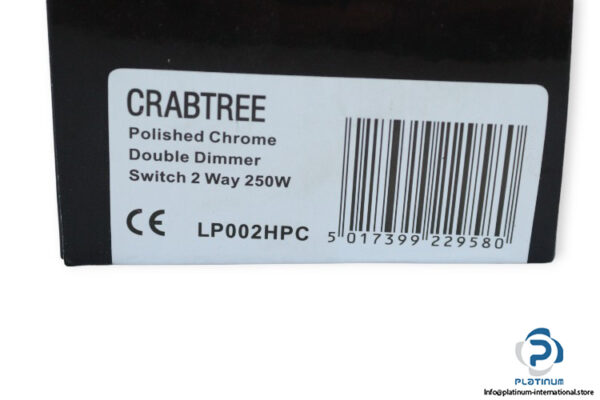 CRABTREE
Polished Chrome
Double Dimmer
Switch 2 Way 250W
CE LP002HPC
5 017399 229580
PLATINUM
Info@platinum-international.store